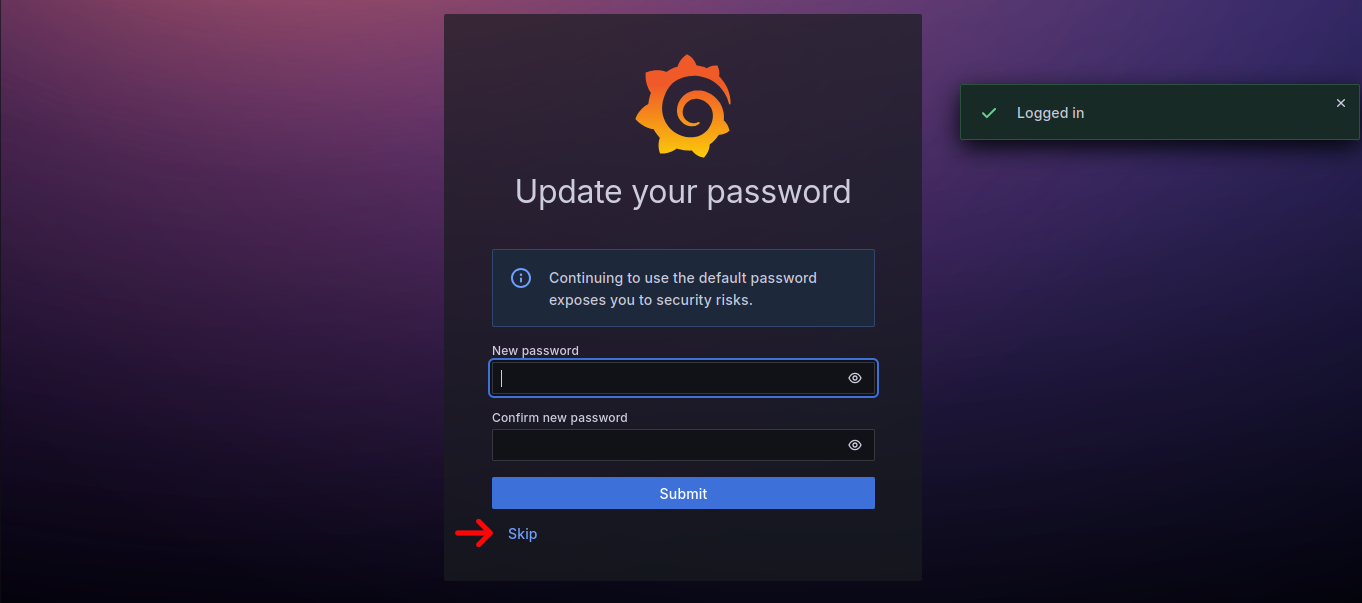 Logged in
Update your password
Continuing to use the default password
exposes you to security risks.
New password
Confirm new password
Submit
Skip